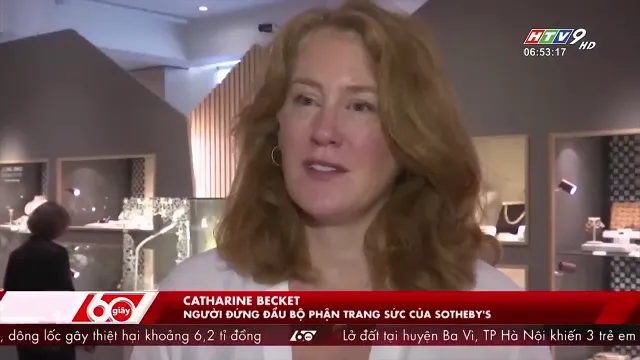 HTV9 HD
06:53:17
CATHARINE BECKET
NGƯỜI ĐỨNG ĐẦU BỘ PHẬN TRANG SỨC CỦA SOTHEBY'S
60 giây
, dông lốc gây thiệt hại khoảng 6,2 tỉ đồng 60 giây Lở đất tại huyện Ba Vì, TP Hà Nội khiến 3 trẻ em